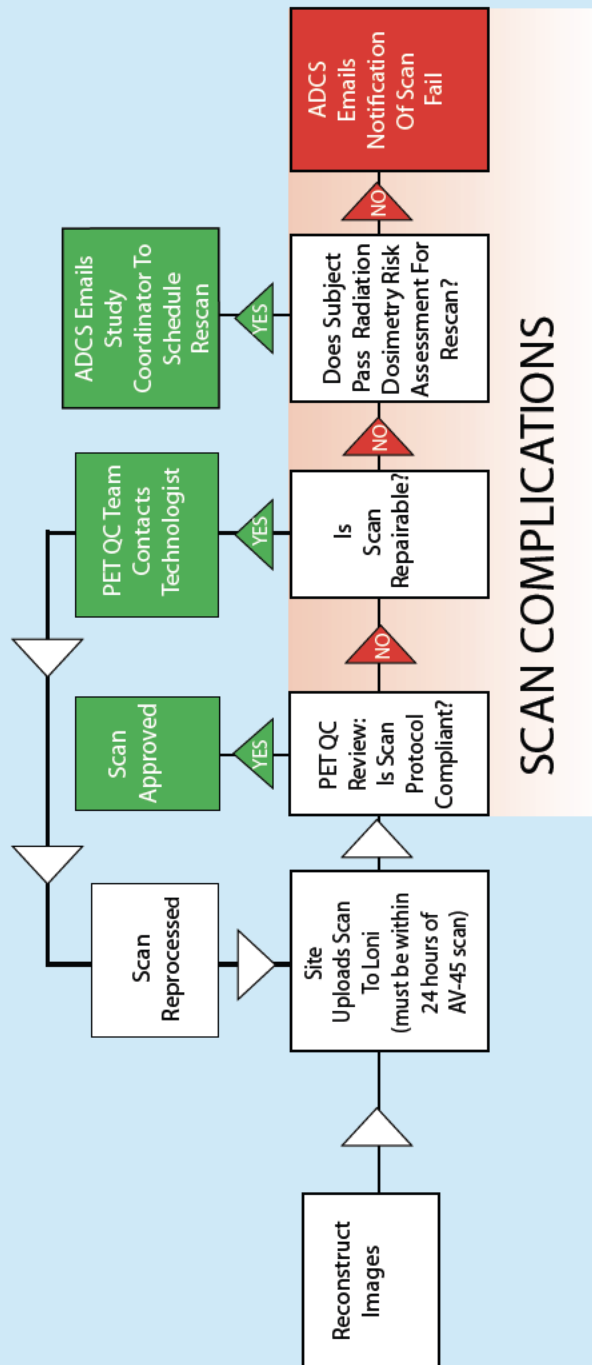 Reconstruct
Images
Site
Uploads Scan
To Loni
(must be within
24 hours of
AV-45 scan)
Scan
Reprocessed
PET QC
Review:
Is Scan
Protocol
Compliant?
YES
Scan
Approved
NO
Is
Scan
Repairable?
YES
PET QC Team
Contacts
Technologist
NO
Does Subject
Pass Radiation
Dosimetry Risk
Assessment For
Rescan?
YES
ADCS Emails
Study
Coordinator To
Schedule
Rescan
NO
ADCS
Emails
Notification
Of Scan
Fail
SCAN COMPLICATIONS